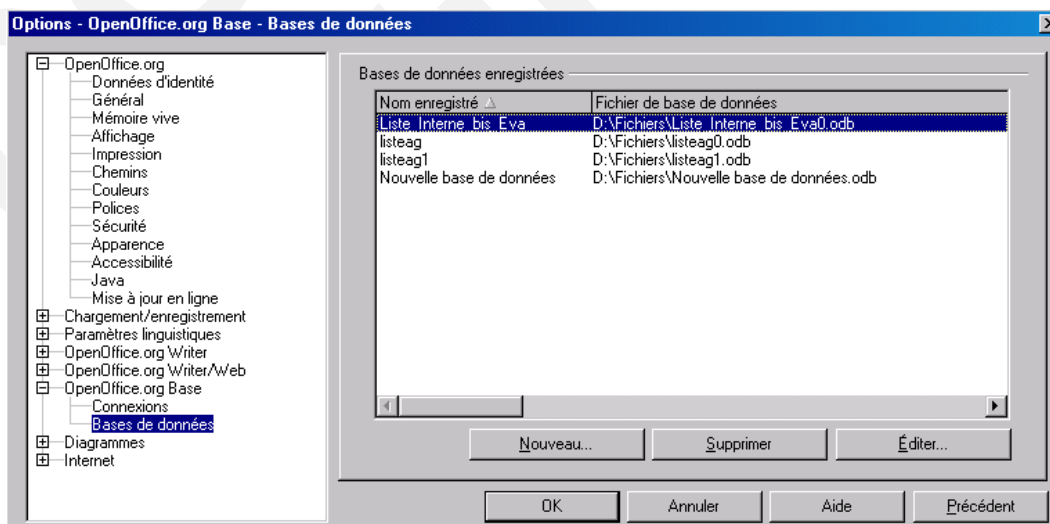 Options - OpenOffice.org Base - Bases de données
OpenOffice.org
Données d'identité
Général
Mémoire vive
Affichage
Impression
Chemins
Couleurs
Polices
Sécurité
Apparence
Accessibilité
Java
Mise à jour en ligne
Chargement/enregistrement
Paramètres linguistiques
OpenOffice.org Writer
OpenOffice.org Writer/Web
OpenOffice.org Base
Connexions
Bases de données
Diagrammes
Internet
Bases de données enregistrées
Nom enregistré Fichier de base de données
Liste_Interne_bis_Eva D:\Fichiers\Liste_Interne_bis_Eva0.odb
listeag D:\Fichiers\listeag0.odb
listeag1 D:\Fichiers\listeag1.odb
Nouvelle base de données D:\Fichiers\Nouvelle base de données.odb
Nouveau... Supprimer Éditer...
OK Annuler Aide Précédent